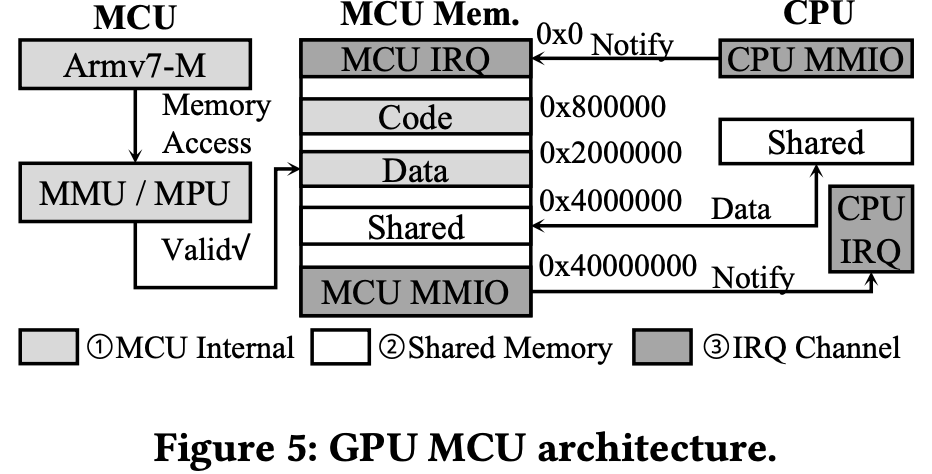 MCU
MCU Mem.
CPU
Armv7-M
MCU IRQ
0x0
Notify
CPU MMIO
Memory
Access
Code
0x800000
Shared
Data
0x2000000
MMU / MPU
Shared
0x4000000
Data
CPU
IRQ
Valid√
MCU MMIO
0x40000000
Notify
①MCU Internal
②Shared Memory
③IRQ Channel
Figure 5: GPU MCU architecture.